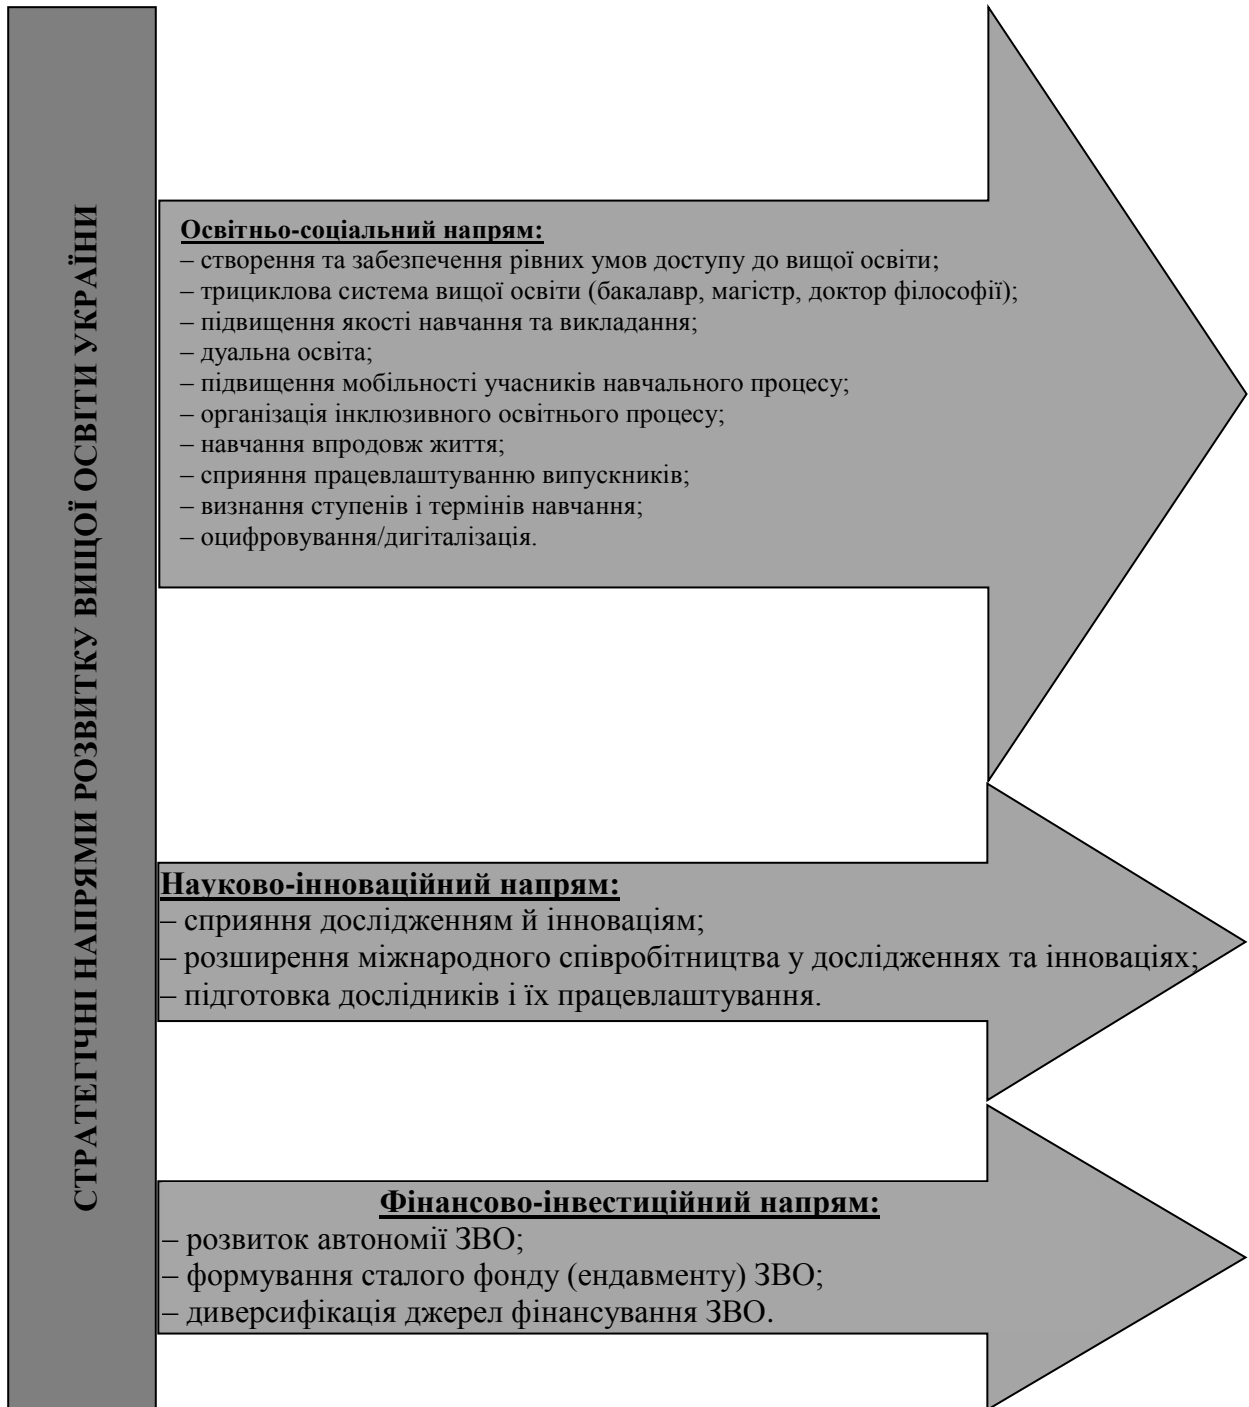 СТРАТЕГІЧНІ НАПРЯМИ РОЗВИТКУ ВИЩОЇ ОСВІТИ УКРАЇНИ
Освітньо-соціальний напрям:
– створення та забезпечення рівних умов доступу до вищої освіти;
– трициклова система вищої освіти (бакалавр, магістр, доктор філософії);
– підвищення якості навчання та викладання;
– дуальна освіта;
– підвищення мобільності учасників навчального процесу;
– організація інклюзивного освітнього процесу;
– навчання впродовж життя;
– сприяння працевлаштуванню випускників;
– визнання ступенів і термінів навчання;
– оцифровування/дигіталізація.
Науково-інноваційний напрям:
– сприяння дослідженням й інноваціям;
– розширення міжнародного співробітництва у дослідженнях та інноваціях;
– підготовка дослідників і їх працевлаштування.
Фінансово-інвестиційний напрям:
– розвиток автономії ЗВО;
– формування сталого фонду (ендавменту) ЗВО;
– диверсифікація джерел фінансування ЗВО.